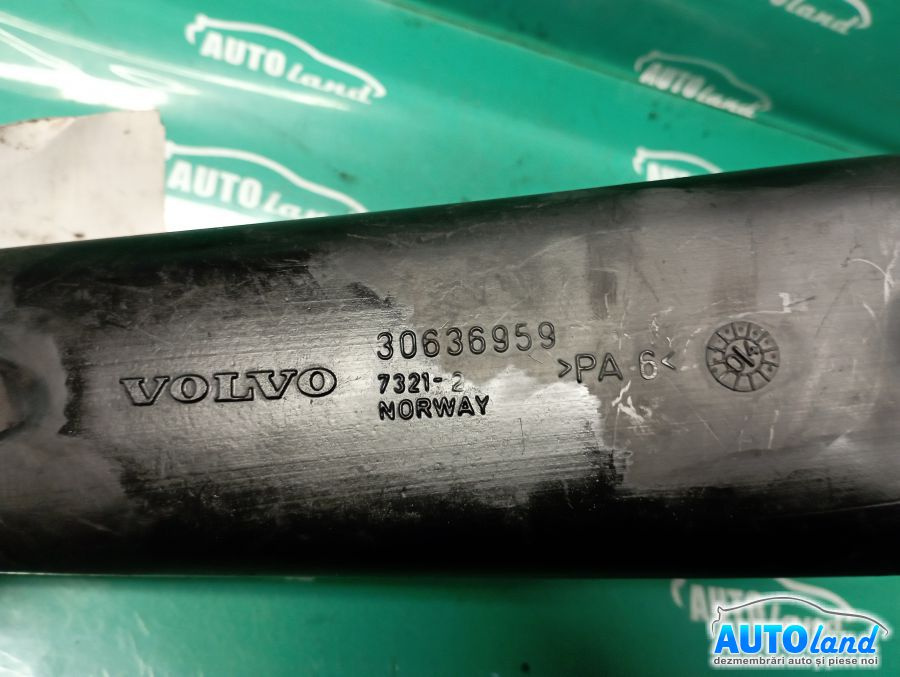 AUTOland
AUTOland
AUTOland
VOLVO
30636959
7321-2
NORWAY
>PA 6<
AUTOland
AUTOland
dezmembrări auto și piese noi